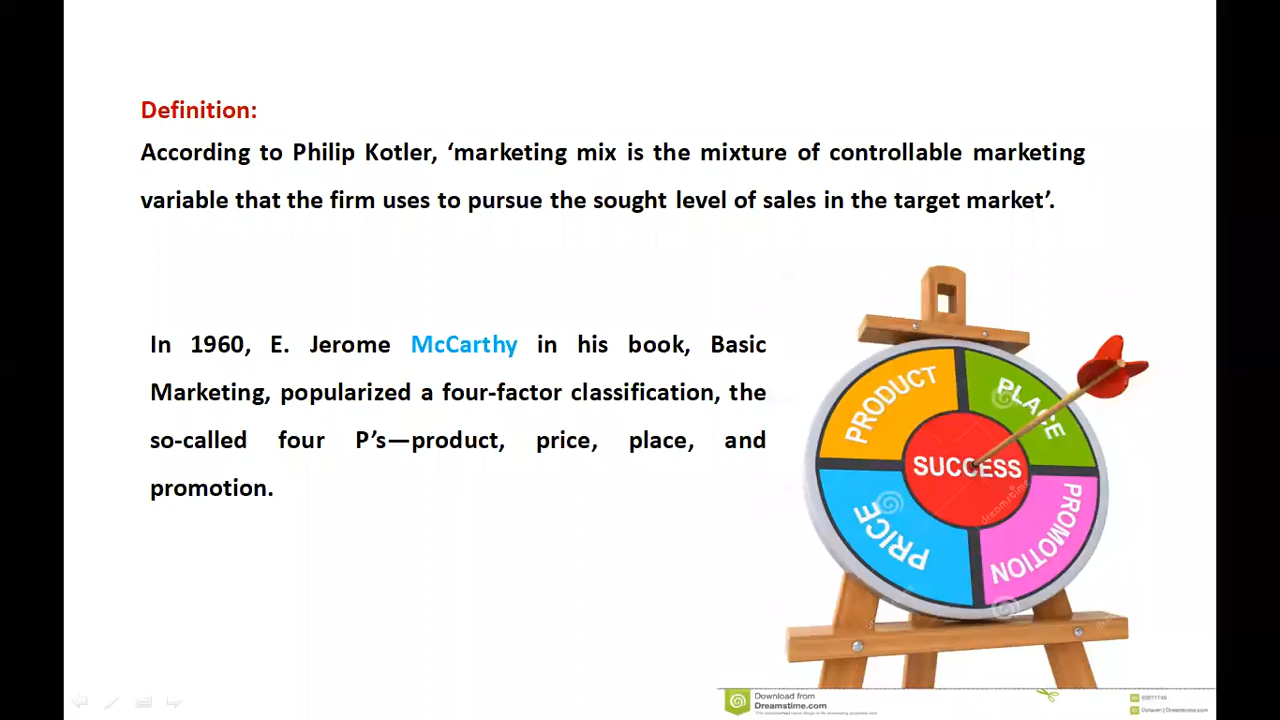 Definition:
According to Philip Kotler, ‘marketing mix is the mixture of controllable marketing
variable that the firm uses to pursue the sought level of sales in the target market’.
In 1960, E. Jerome McCarthy in his book, Basic
Marketing, popularized a four-factor classification, the
so-called four P’s—product, price, place, and
promotion.
PRODUCT
PLACE
SUCCESS
PRICE
PROMOTION
dreamstime
Download from
Dreamstime.com